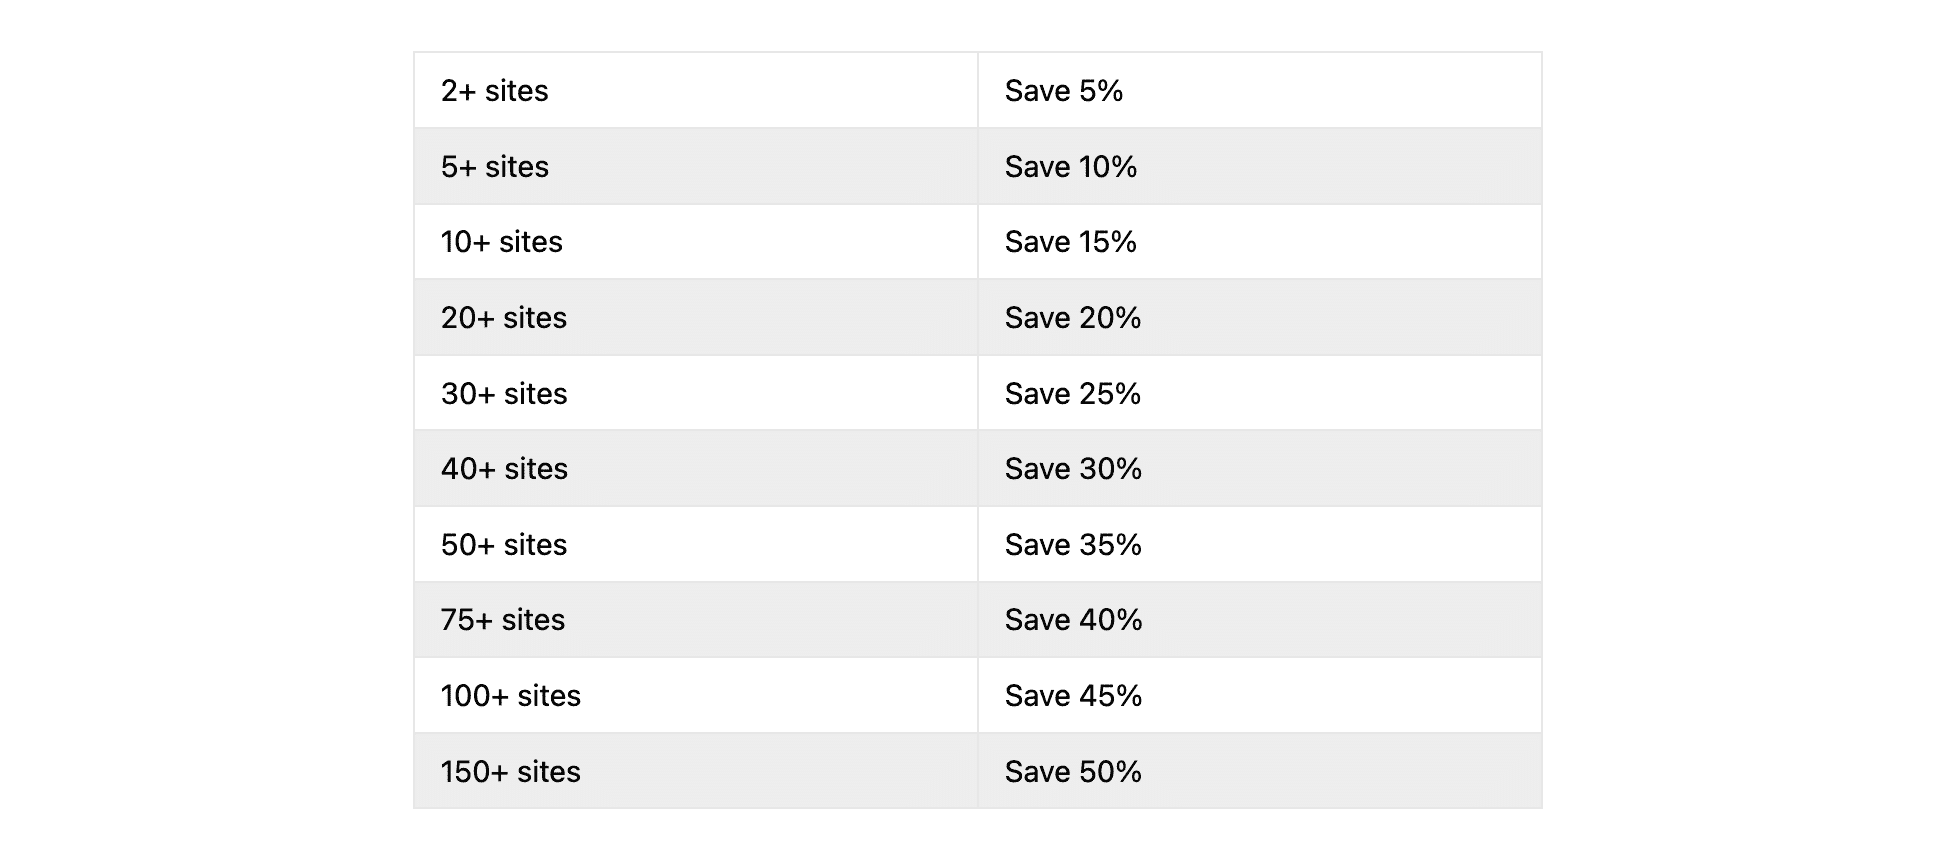 2+ sites Save 5%
5+ sites Save 10%
10+ sites Save 15%
20+ sites Save 20%
30+ sites Save 25%
40+ sites Save 30%
50+ sites Save 35%
75+ sites Save 40%
100+ sites Save 45%
150+ sites Save 50%